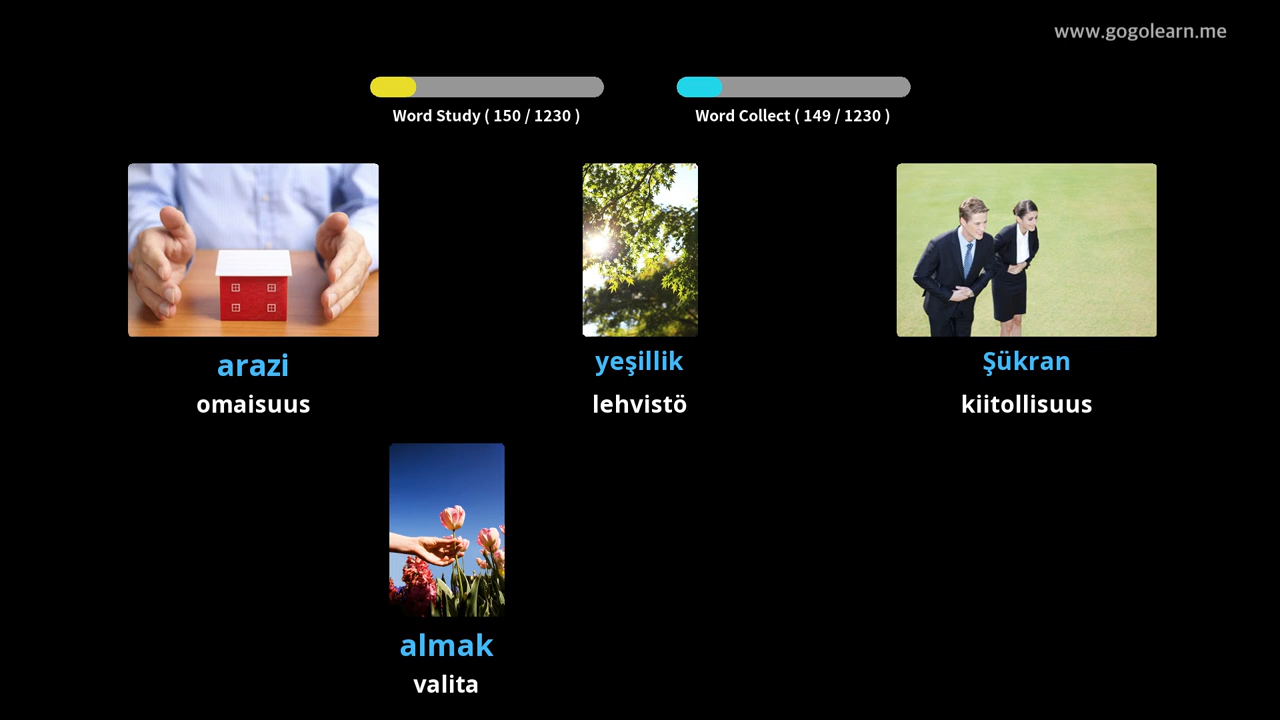 www.gogolearn.me
Word Study ( 150 / 1230 )
Word Collect ( 149 / 1230 )
arazi
omaisuus
yeşillik
lehvistö
Şükran
kiitollisuus
almak
valita